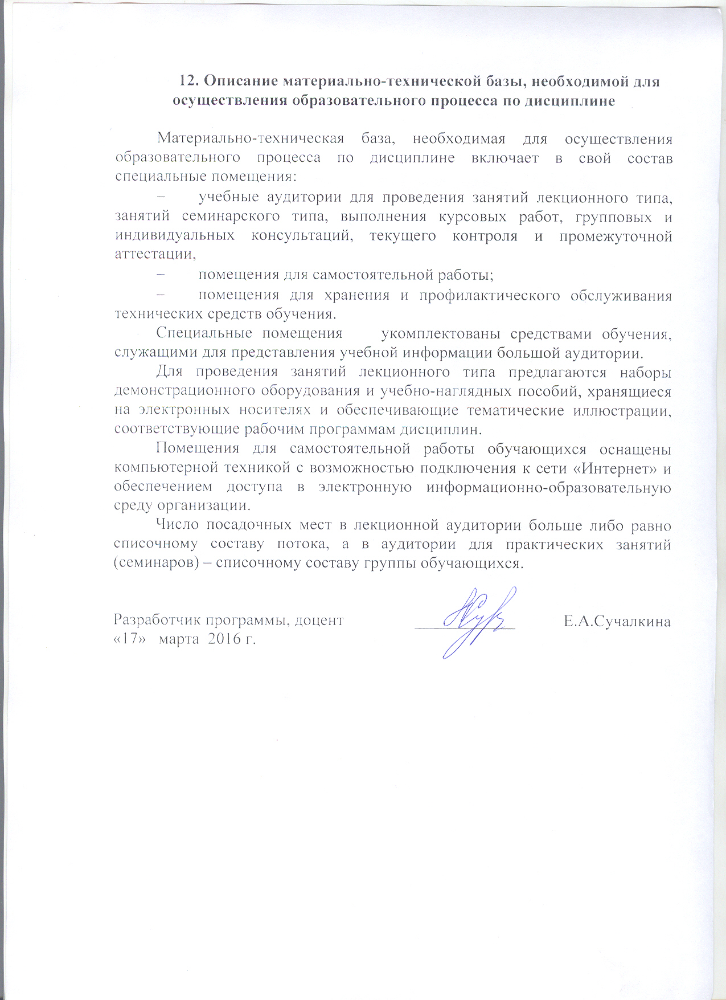 12. Описание материально-технической базы, необходимой для
осуществления образовательного процесса по дисциплине
Материально-техническая база, необходимая для осуществления
образовательного процесса по дисциплине включает в свой состав
специальные помещения:
– учебные аудитории для проведения занятий лекционного типа,
занятий семинарского типа, выполнения курсовых работ, групповых и
индивидуальных консультаций, текущего контроля и промежуточной
аттестации,
– помещения для самостоятельной работы;
– помещения для хранения и профилактического обслуживания
технических средств обучения.
Специальные помещения укомплектованы средствами обучения,
служащими для представления учебной информации большой аудитории.
Для проведения занятий лекционного типа предлагаются наборы
демонстрационного оборудования и учебно-наглядных пособий, хранящиеся
на электронных носителях и обеспечивающие тематические иллюстрации,
соответствующие рабочим программам дисциплин.
Помещения для самостоятельной работы обучающихся оснащены
компьютерной техникой с возможностью подключения к сети «Интернет» и
обеспечением доступа в электронную информационно-образовательную
среду организации.
Число посадочных мест в лекционной аудитории больше либо равно
списочному составу потока, а в аудитории для практических занятий
(семинаров) – списочному составу группы обучающихся.
Разработчик программы, доцент Е.А.Сучалкина
«17» марта 2016 г.